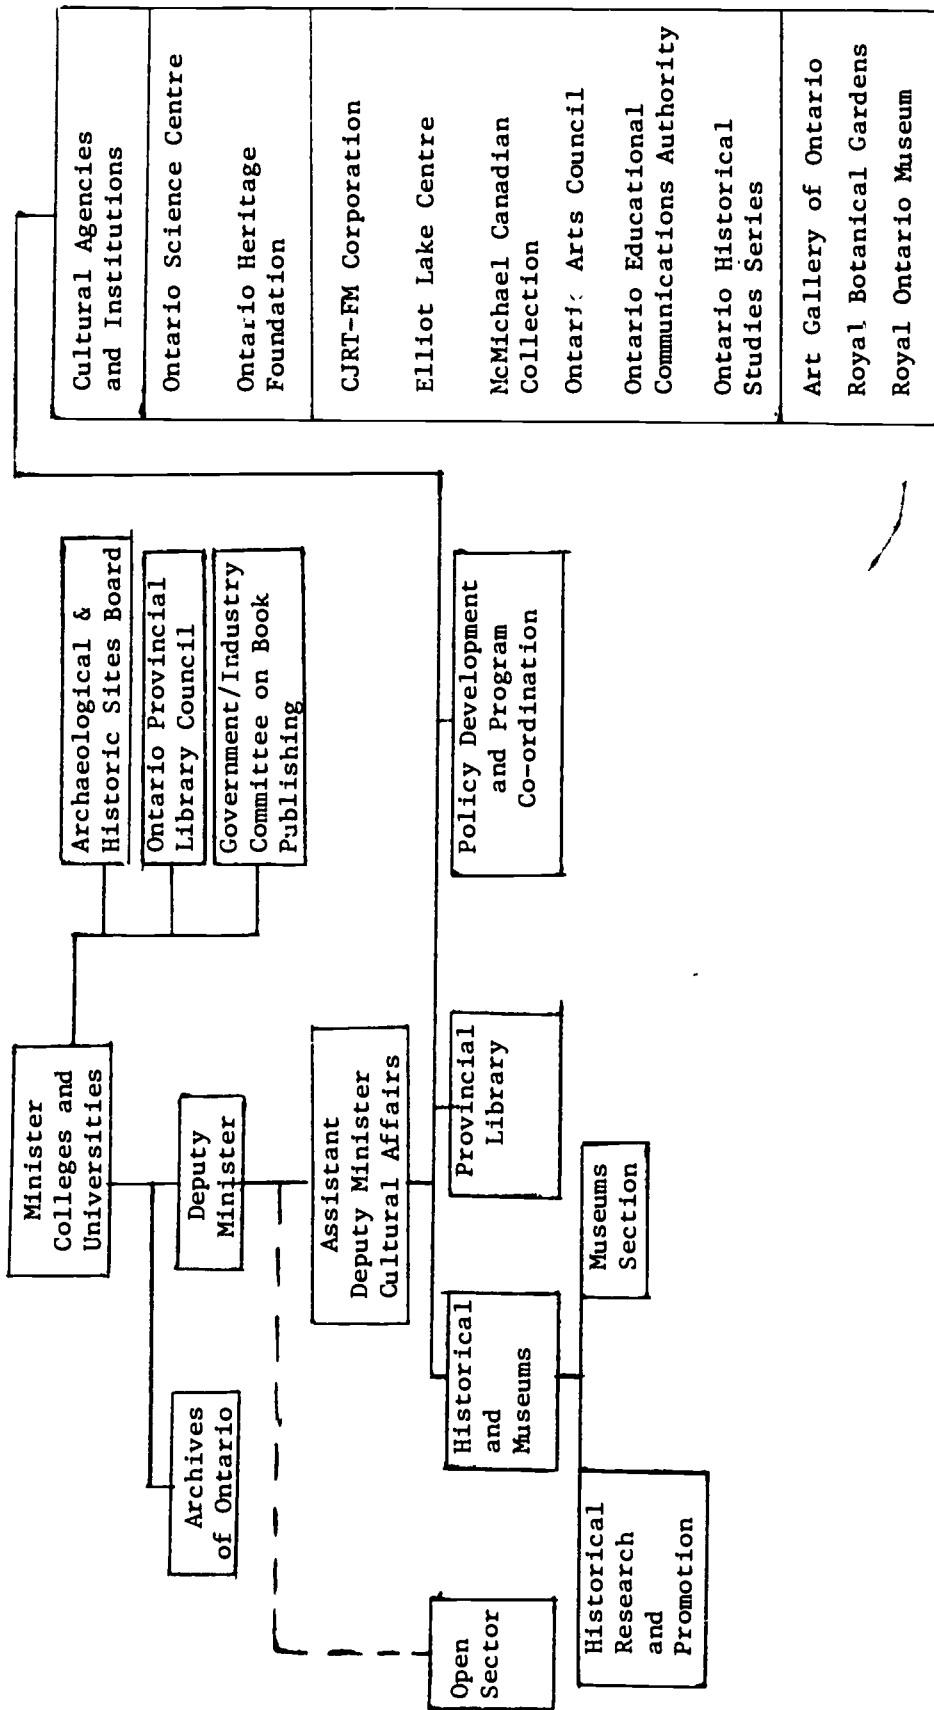 Minister
Colleges and
Universities
Archaeological &
Historic Sites Board
Ontario Provincial
Library Council
Government/Industry
Committee on Book
Publishing
Archives
of Ontario
Deputy
Minister
Assistant
Deputy Minister
Cultural Affairs
Open
Sector
Historical
and
Museums
Provincial
Library
Policy Development
and Program
Co-ordination
Historical
Research
and
Promotion
Museums
Section
Cultural Agencies
and Institutions
Ontario Science Centre
Ontario Heritage
Foundation
CJRT-FM Corporation
Elliot Lake Centre
McMichael Canadian
Collection
Ontario Arts Council
Ontario Educational
Communications Authority
Ontario Historical
Studies Series
Art Gallery of Ontario
Royal Botanical Gardens
Royal Ontario Museum